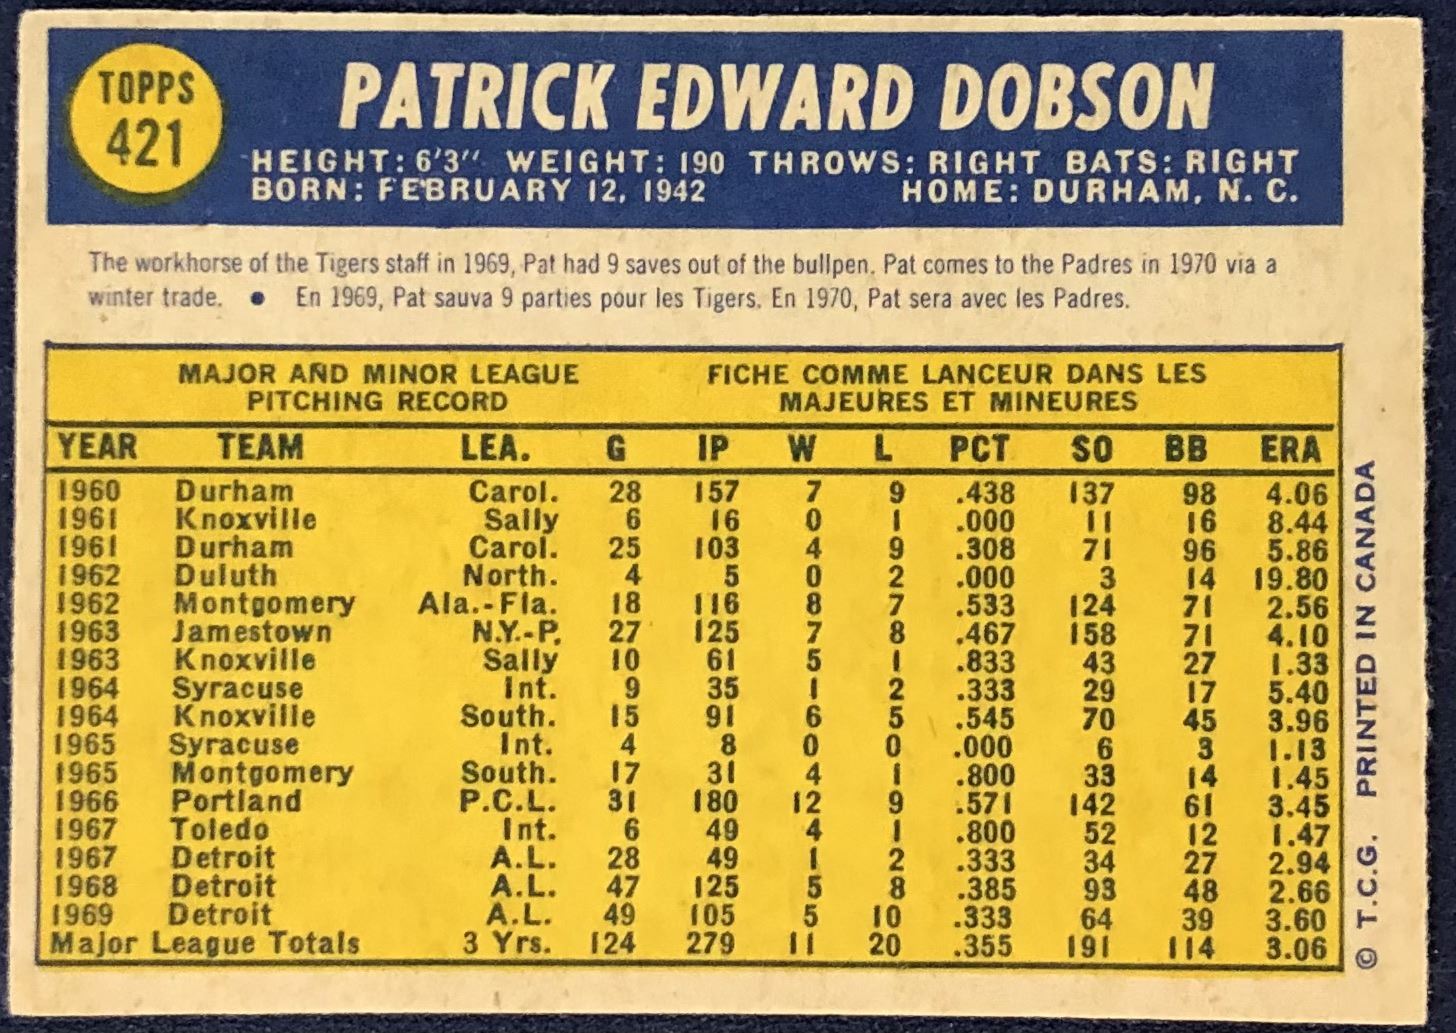 TOPPS
421
PATRICK EDWARD DOBSON
HEIGHT: 6'3" WEIGHT: 190 THROWS: RIGHT BATS: RIGHT
BORN: FEBRUARY 12, 1942 HOME: DURHAM, N. C.
The workhorse of the Tigers staff in 1969, Pat had 9 saves out of the bullpen. Pat comes to the Padres in 1970 via a
winter trade. ● En 1969, Pat sauva 9 parties pour les Tigers. En 1970, Pat sera avec les Padres.
MAJOR AND MINOR LEAGUE FICHE COMME LANCEUR DANS LES
PITCHING RECORD MAJEURES ET MINEURES
YEAR TEAM LEA. G IP W L PCT SO BB ERA
1960 Durham Carol. 28 157 7 9 .438 137 98 4.06
1961 Knoxville Sally 6 16 0 1 .000 11 16 8.44
1961 Durham Carol. 25 103 4 9 .308 71 96 5.86
1962 Duluth North. 4 5 0 2 .000 3 14 19.80
1962 Montgomery Ala.-Fla. 18 116 8 7 .533 124 71 2.56
1963 Jamestown N.Y.-P. 27 125 7 8 .467 158 71 4.10
1963 Knoxville Sally 10 61 5 1 .833 43 27 1.33
1964 Syracuse Int. 9 35 1 2 .333 29 17 5.40
1964 Knoxville South. 15 91 6 5 .545 70 45 3.96
1965 Syracuse Int. 4 8 0 0 .000 6 3 1.13
1965 Montgomery South. 17 31 4 1 .800 33 14 1.45
1966 Portland P.C.L. 31 180 12 9 .571 142 61 3.45
1967 Toledo Int. 6 49 4 1 .800 52 12 1.47
1967 Detroit A.L. 28 49 1 2 .333 34 27 2.94
1968 Detroit A.L. 47 125 5 8 .385 93 48 2.66
1969 Detroit A.L. 49 105 5 10 .333 64 39 3.60
Major League Totals 3 Yrs. 124 279 11 20 .355 191 114 3.06
© T.C.G. PRINTED IN CANADA